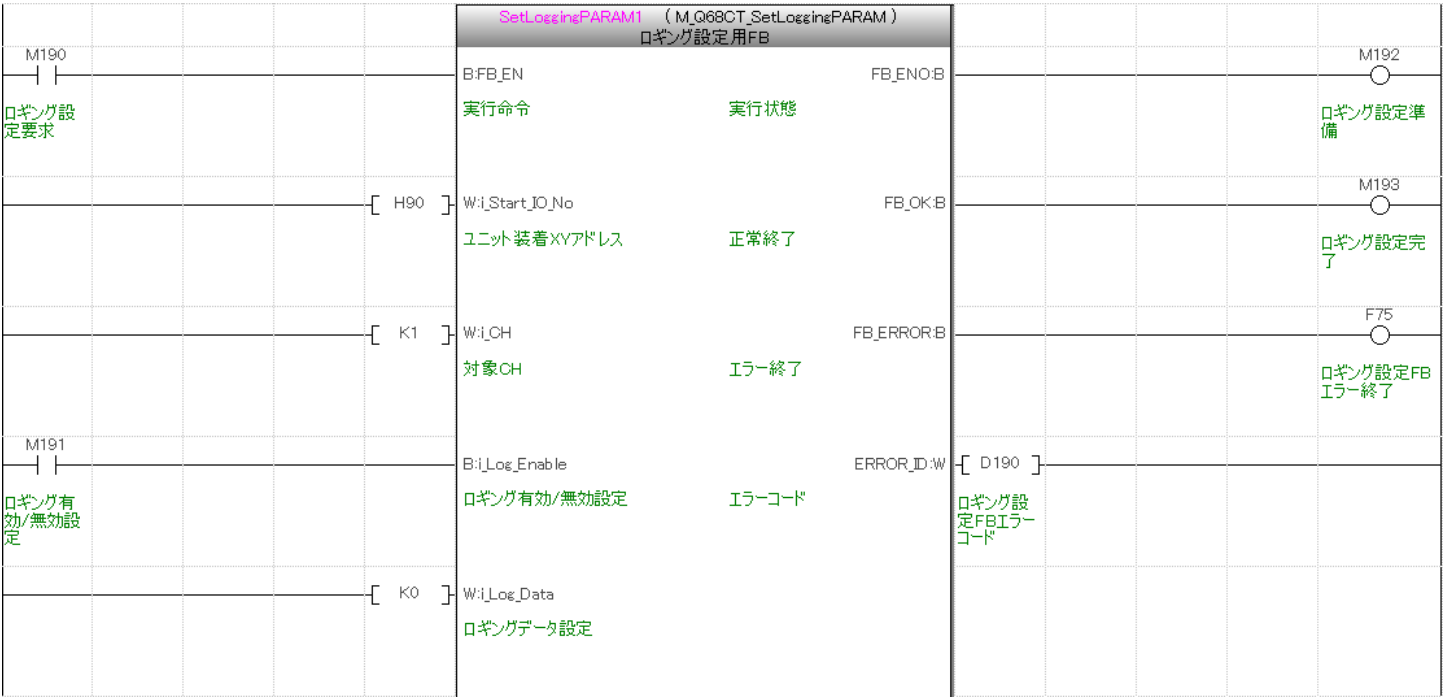 SetLoggingPARAM1 (M_Q68CT_SetLoggingPARAM)
ロギング設定用FB
M190
B:FB_EN
FB_ENO:B
M192
ロギング設
定要求
実行命令
実行状態
ロギング設定準
備
H90
W:i_Start_IO_No
FB_OK:B
M193
ユニット装着XYアドレス
正常終了
ロギング設定完
了
K1
W:i_CH
FB_ERROR:B
F75
対象CH
エラー終了
ロギング設定FB
エラー終了
M191
B:i_Log_Enable
ERROR_ID:W
D190
ロギング有
効/無効設
定
ロギング有効/無効設定
エラーコード
ロギング設
定FBエラー
コード
K0
W:i_Log_Data
ロギングデータ設定